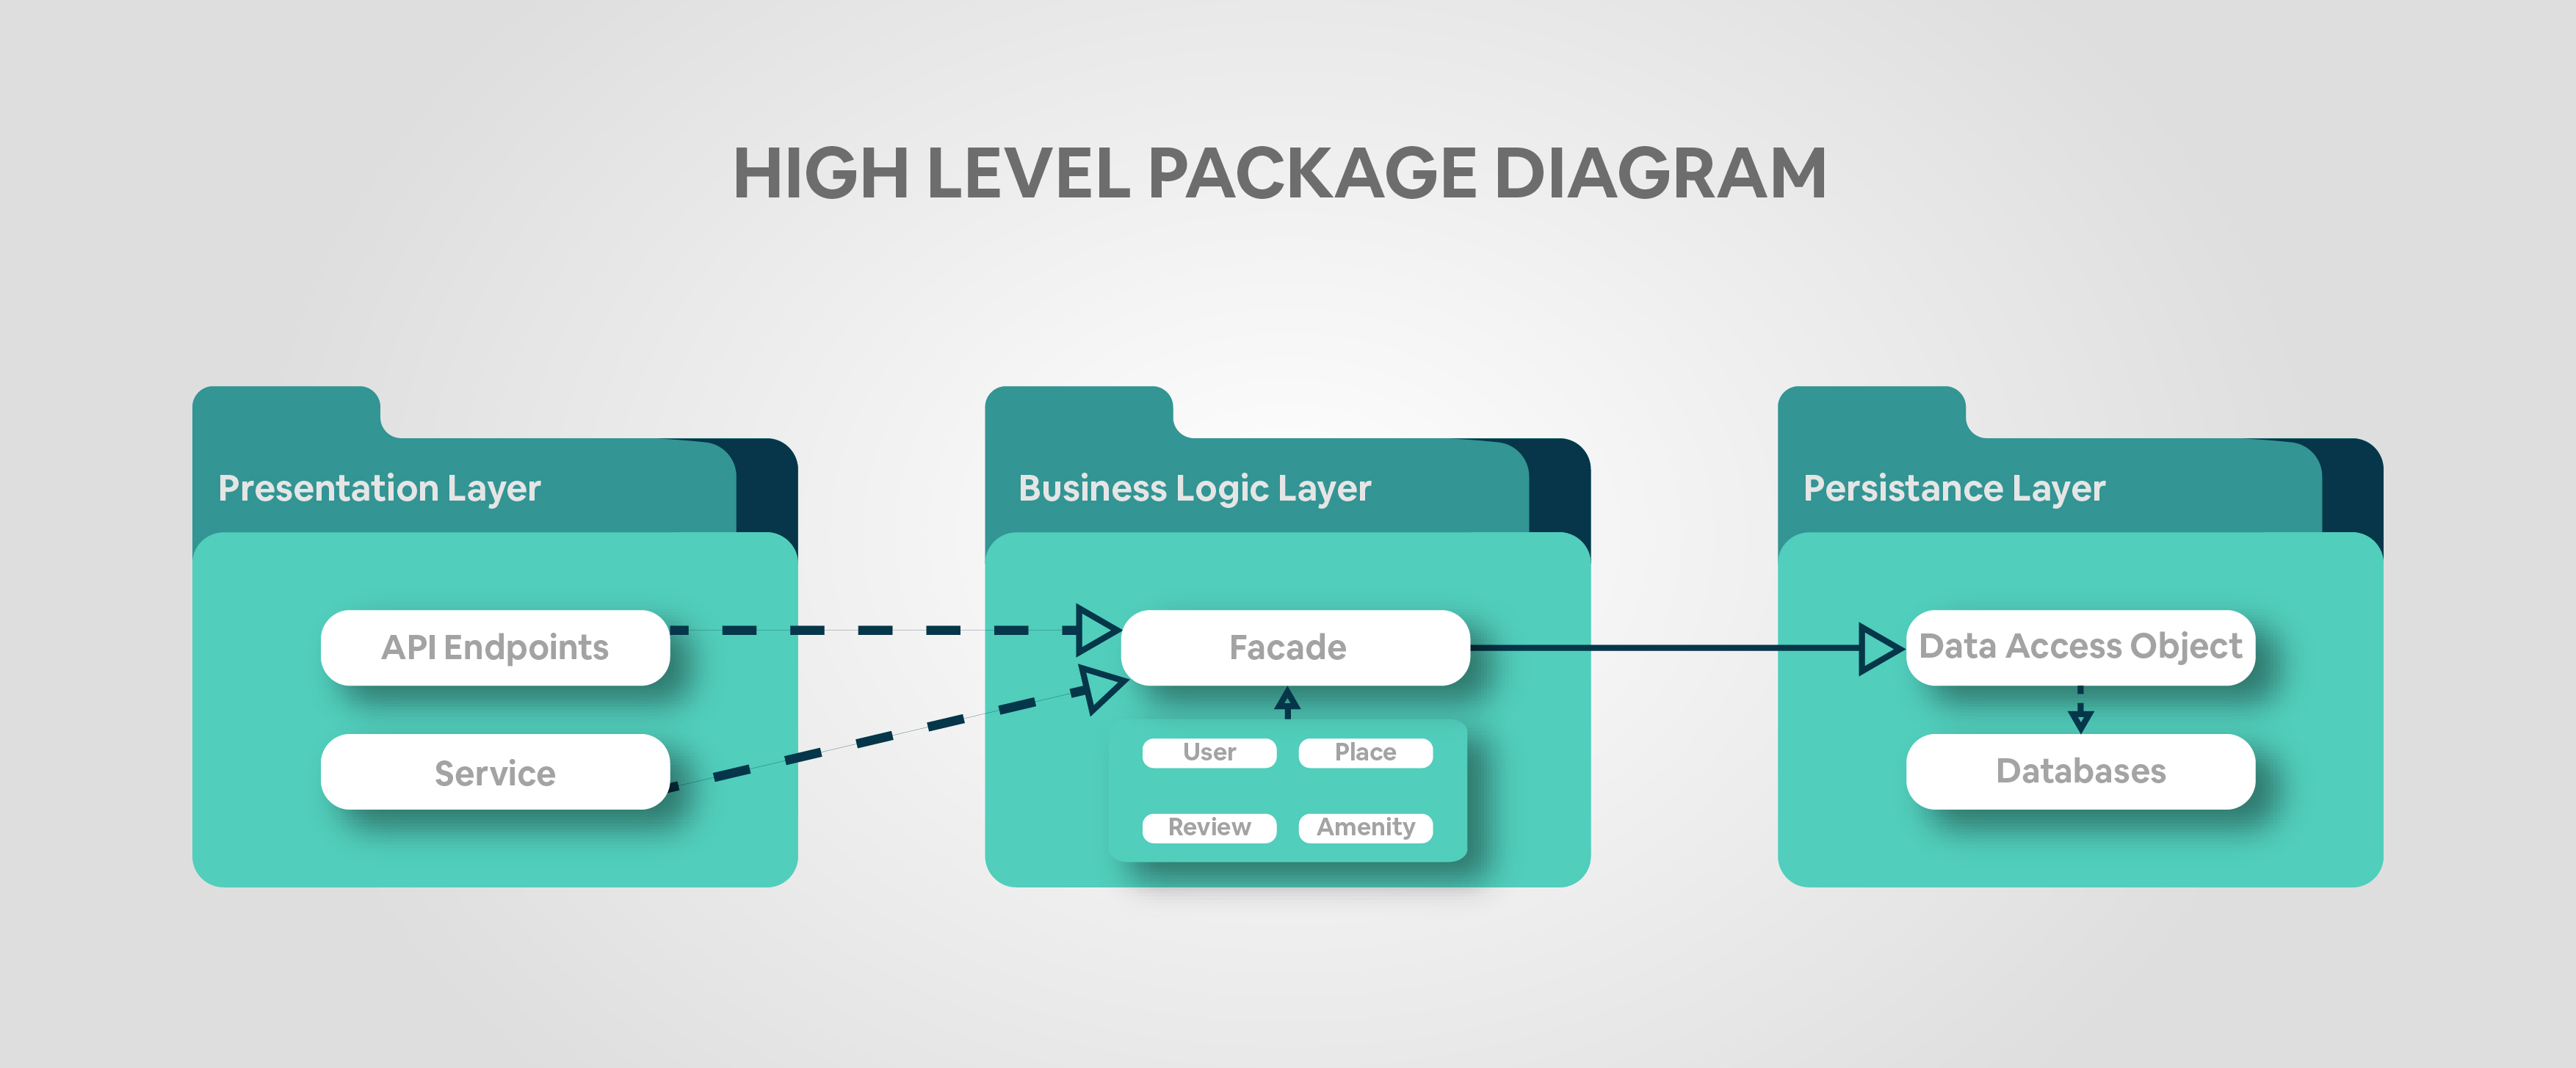 HIGH LEVEL PACKAGE DIAGRAM
Presentation Layer
API Endpoints
Service
Business Logic Layer
Facade
User
Place
Review
Amenity
Persistance Layer
Data Access Object
Databases